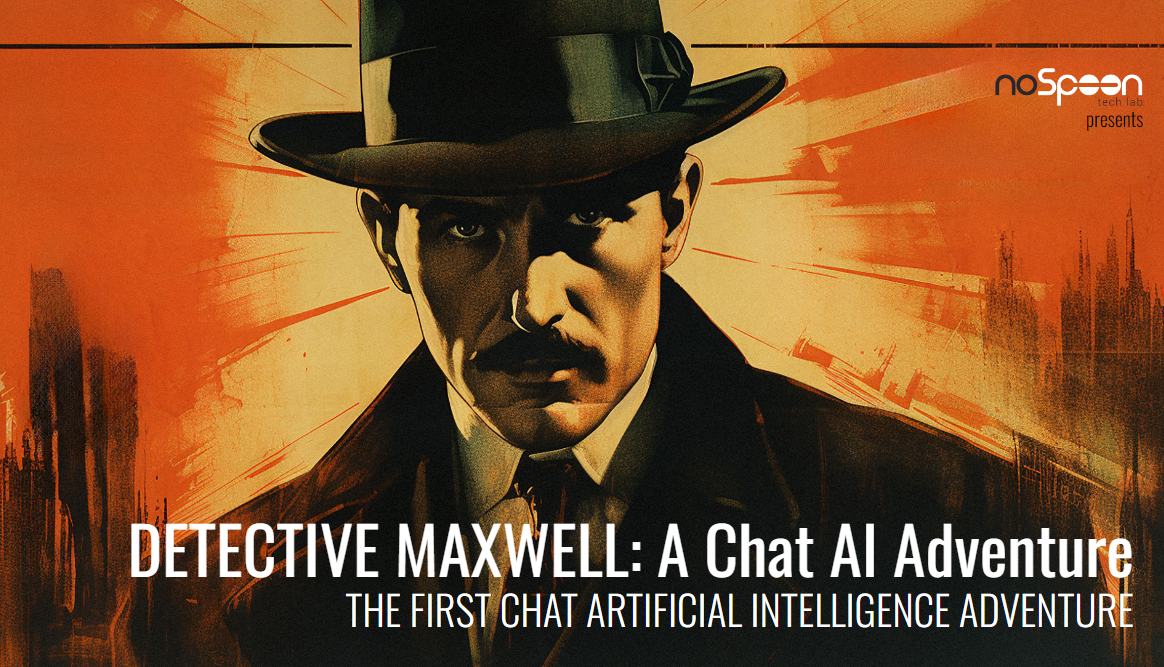 noSpoon
tech lab
presents
DETECTIVE MAXWELL: A Chat AI Adventure
THE FIRST CHAT ARTIFICIAL INTELLIGENCE ADVENTURE